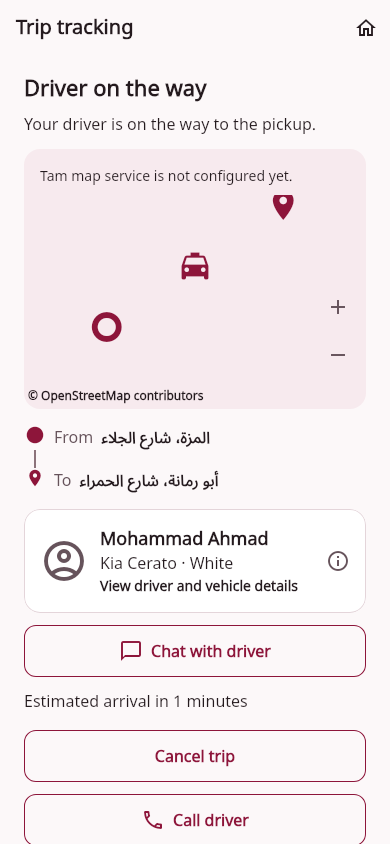 Trip tracking
Driver on the way
Your driver is on the way to the pickup.
Tam map service is not configured yet.
© OpenStreetMap contributors
From المزة، شارع الجلاء
To أبو رمانة، شارع الحمراء
Mohammad Ahmad
Kia Cerato · White
View driver and vehicle details
Chat with driver
Estimated arrival in 1 minutes
Cancel trip
Call driver